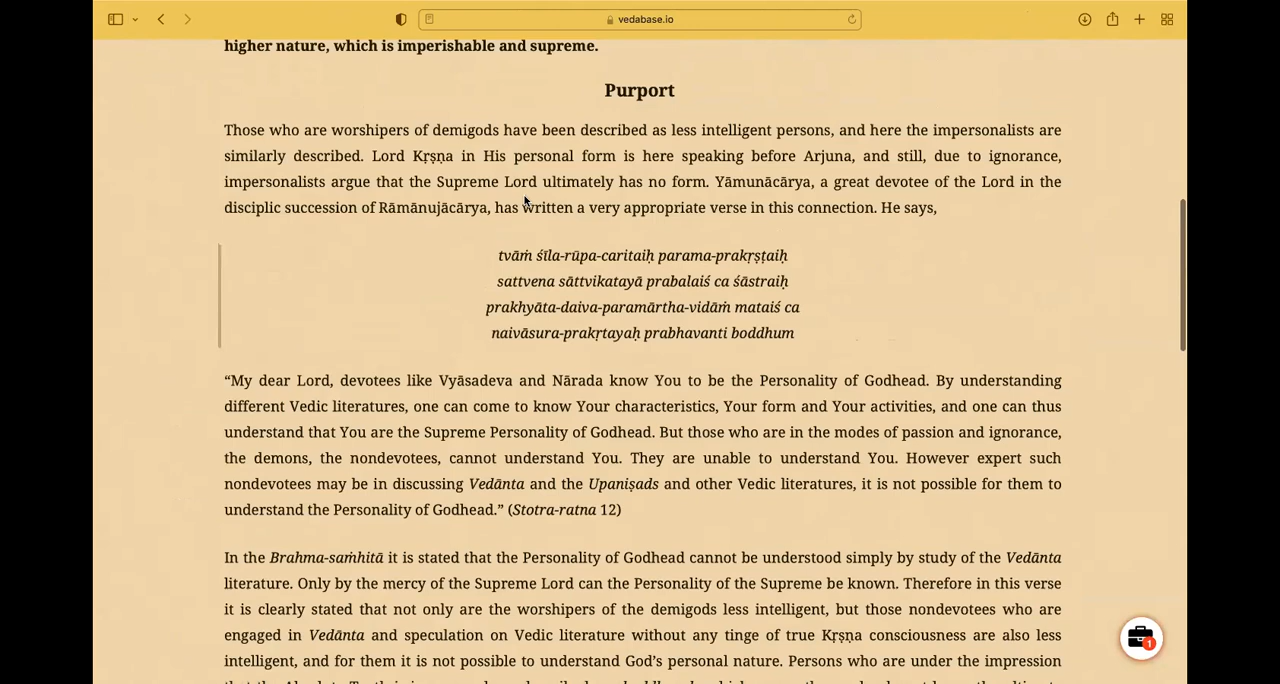 vedabase.io
higher nature, which is imperishable and supreme.
Purport
Those who are worshipers of demigods have been described as less intelligent persons, and here the impersonalists are
similarly described. Lord Kṛṣṇa in His personal form is here speaking before Arjuna, and still, due to ignorance,
impersonalists argue that the Supreme Lord ultimately has no form. Yāmunācārya, a great devotee of the Lord in the
disciplic succession of Rāmānujācārya, has written a very appropriate verse in this connection. He says,
tvāṁ śīla-rūpa-caritaiḥ parama-prakṛṣṭaiḥ
sattvena sāttvikatayā prabalaiś ca śāstraiḥ
prakhyāta-daiva-paramārtha-vidāṁ mataiś ca
naivāsura-prakṛtayaḥ prabhavanti boddhum
“My dear Lord, devotees like Vyāsadeva and Nārada know You to be the Personality of Godhead. By understanding
different Vedic literatures, one can come to know Your characteristics, Your form and Your activities, and one can thus
understand that You are the Supreme Personality of Godhead. But those who are in the modes of passion and ignorance,
the demons, the nondevotees, cannot understand You. They are unable to understand You. However expert such
nondevotees may be in discussing Vedānta and the Upaniṣads and other Vedic literatures, it is not possible for them to
understand the Personality of Godhead.” (Stotra-ratna 12)
In the Brahma-saṁhitā it is stated that the Personality of Godhead cannot be understood simply by study of the Vedānta
literature. Only by the mercy of the Supreme Lord can the Personality of the Supreme be known. Therefore in this verse
it is clearly stated that not only are the worshipers of the demigods less intelligent, but those nondevotees who are
engaged in Vedānta and speculation on Vedic literature without any tinge of true Kṛṣṇa consciousness are also less
intelligent, and for them it is not possible to understand God’s personal nature. Persons who are under the impression
1